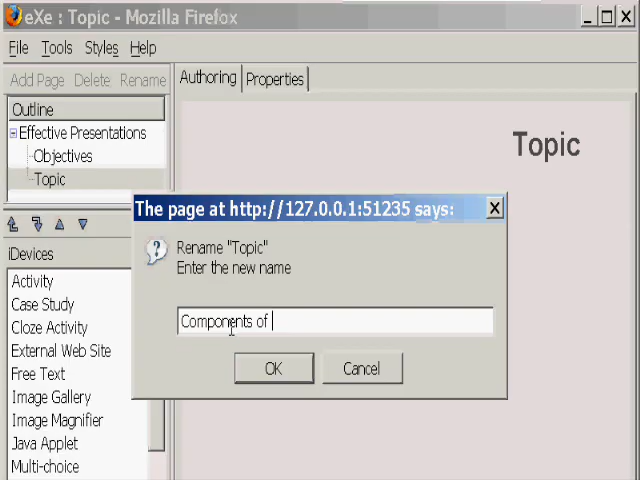 eXe : Topic - Mozilla Firefox
File Tools Styles Help
Add Page Delete Rename
Authoring Properties
Outline
Effective Presentations
Objectives
Topic
Topic
The page at http://127.0.0.1:51235 says:
Rename "Topic"
Enter the new name
Components of
OK Cancel
iDevices
Activity
Case Study
Cloze Activity
External Web Site
Free Text
Image Gallery
Image Magnifier
Java Applet
Multi-choice